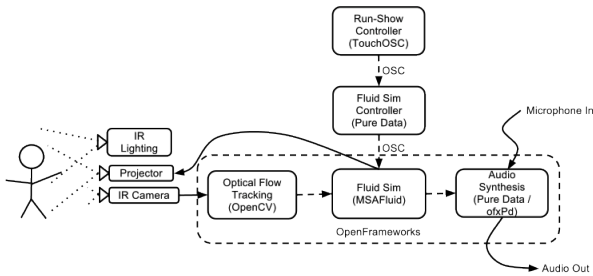 Run-Show
Controller
(TouchOSC)
OSC
Fluid Sim
Controller
(Pure Data)
Microphone In
OSC
IR
Lighting
Projector
IR Camera
Optical Flow
Tracking
(OpenCV)
Fluid Sim
(MSAFluid)
Audio
Synthesis
(Pure Data /
ofxPd)
OpenFrameworks
Audio Out